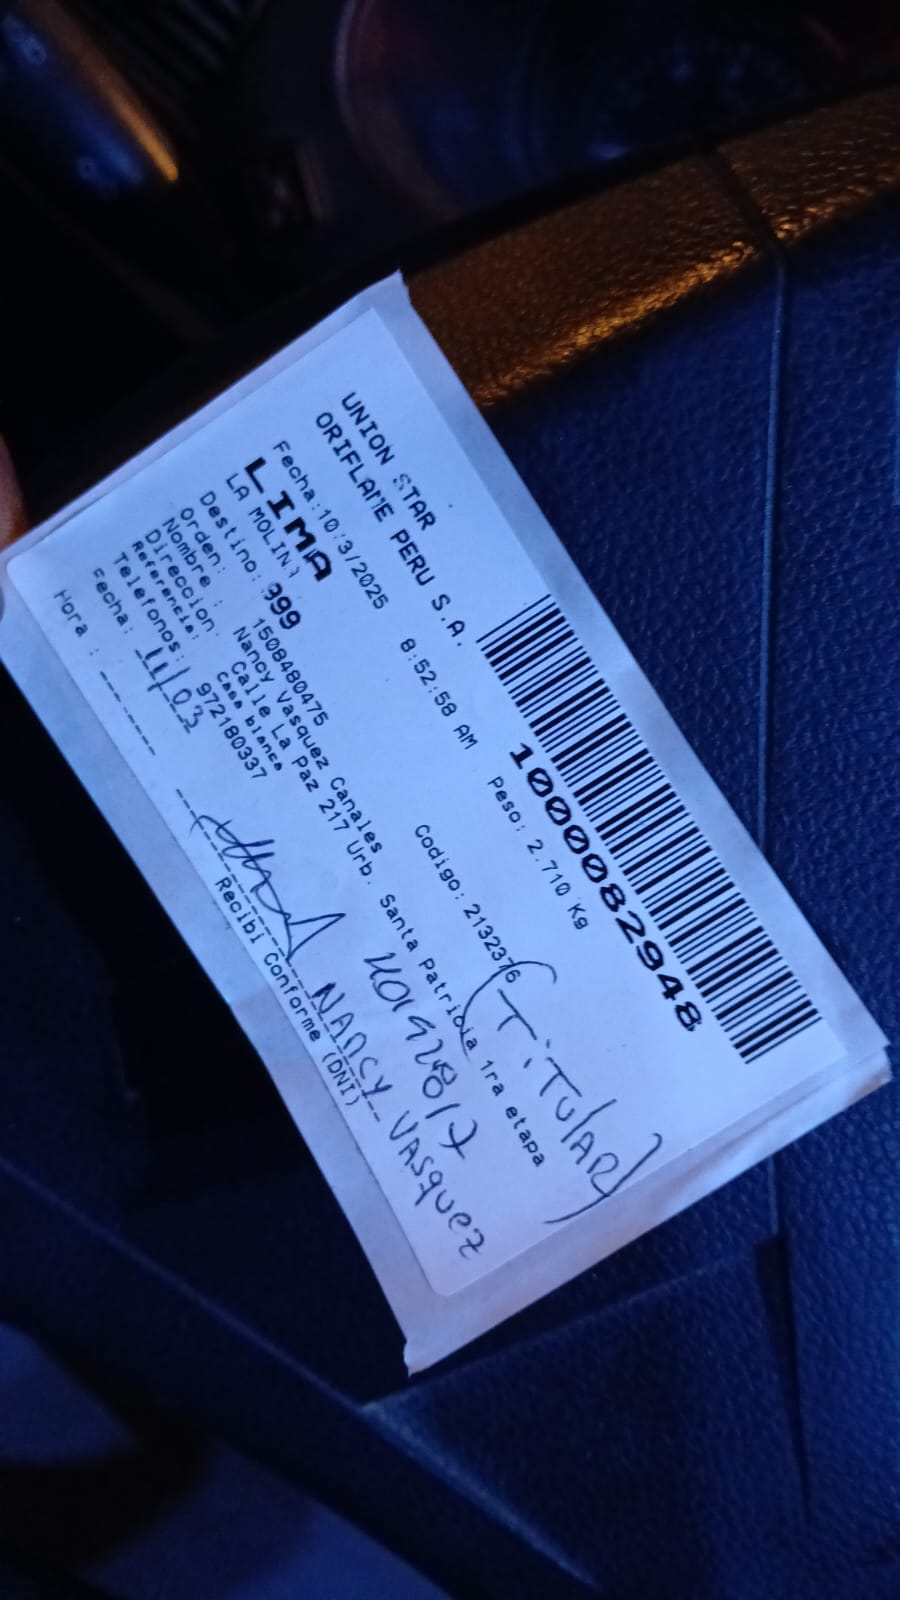 UNION STAR
ORIFLAME PERU S.A.
1000082948
Fecha:10/3/2025 8:52:58 AM Peso: 2.710 Kg
LIMA
LA MOLINA
Destino: 399 Codigo: 2132376
(TiTulAR)
Orden: 1508480475
Nombre : Nancy Vasquez Canales
Direccion: Calle La Paz 217 Urb. Santa Patricia 1ra etapa
Referencia: Casa blanca
Telefonos: 972180337
Fecha: 11/03
Hora :
NANCY VASquez
Recibi Conforme (DNI)